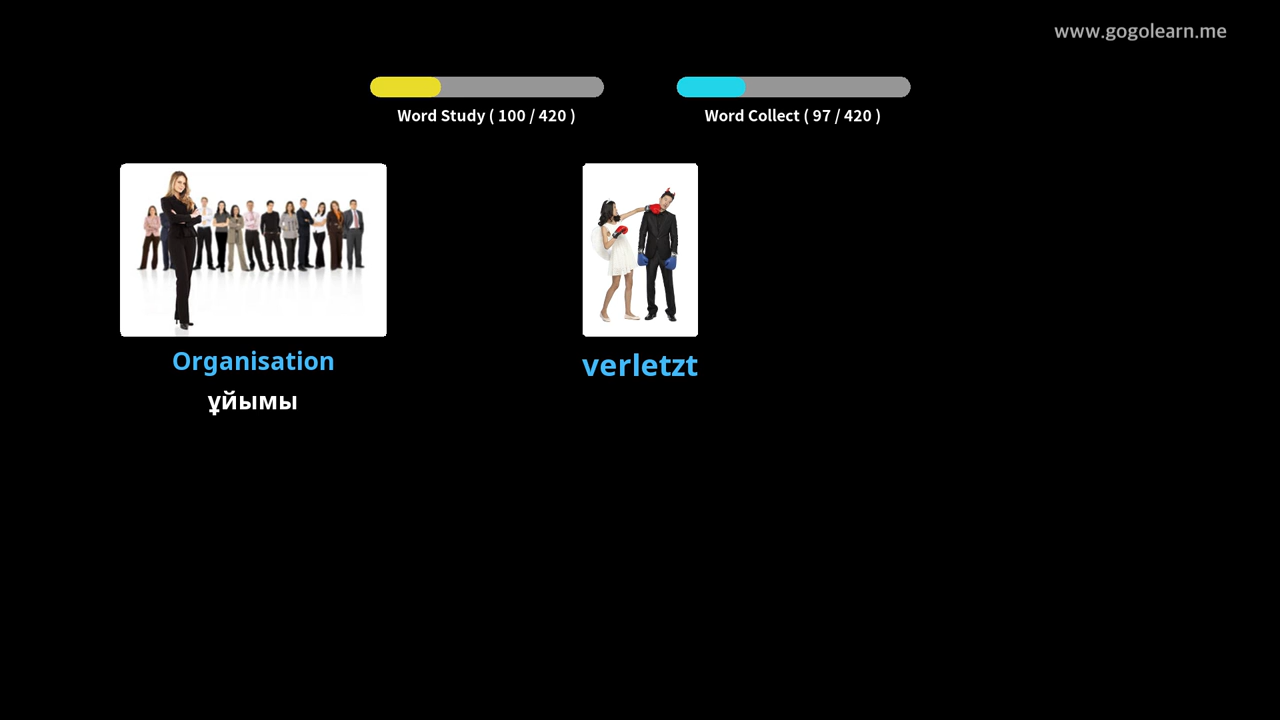 www.gogolearn.me
Word Study ( 100 / 420 )
Word Collect ( 97 / 420 )
Organisation
ұйымы
verletzt